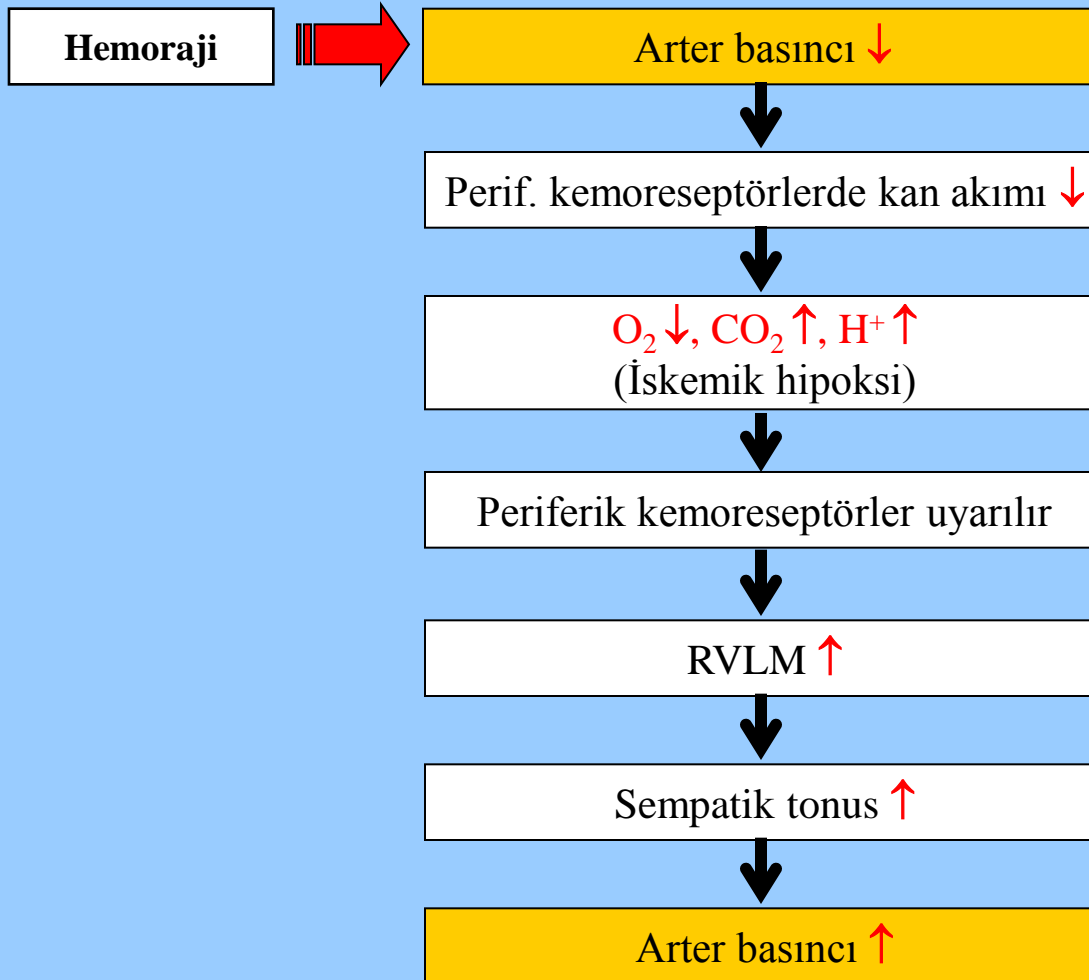 Hemoraji
Arter basıncı ↓
Perif. kemoreseptörlerde kan akımı ↓
O₂ ↓, CO₂ ↑, H⁺ ↑
(İskemik hipoksi)
Periferik kemoreseptörler uyarılır
RVLM ↑
Sempatik tonus ↑
Arter basıncı ↑